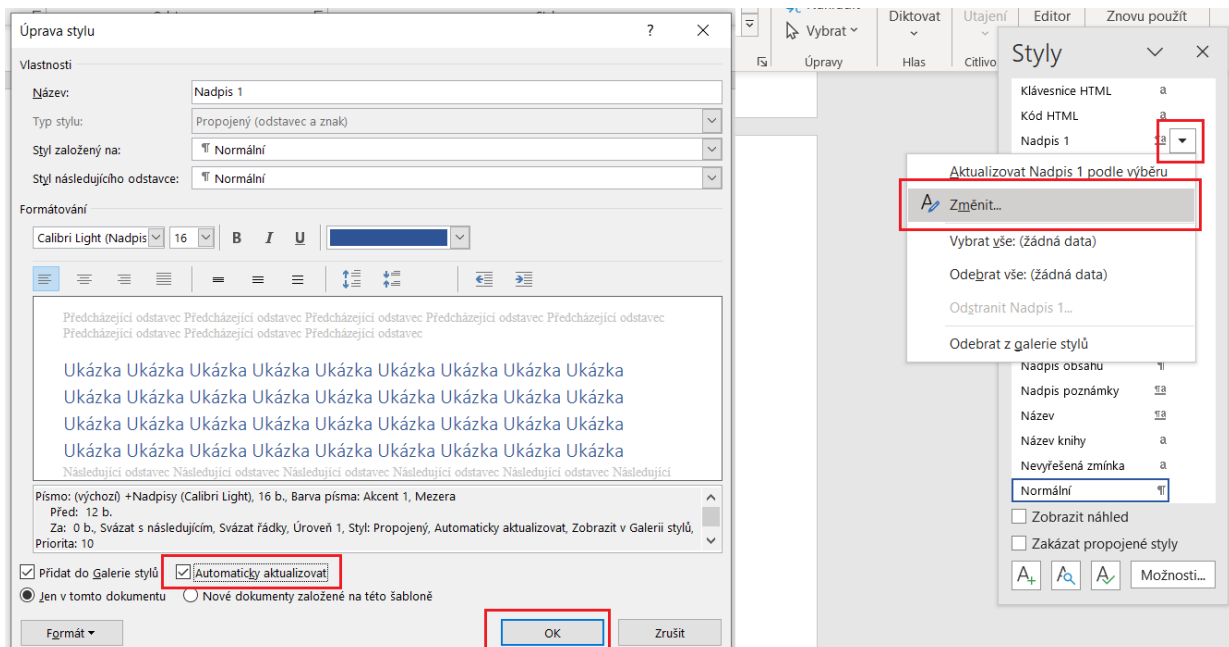 Úprava stylu
Vlastnosti
Název: Nadpis 1
Typ stylu: Propojený (odstavec a znak)
Styl založený na: ¶ Normální
Styl následujícího odstavce: ¶ Normální
Formátování
Calibri Light (Nadpis 16 B I U
Předcházející odstavec Předcházející odstavec Předcházející odstavec Předcházející odstavec Předcházející odstavec
Předcházející odstavec Předcházející odstavec Předcházející odstavec
Ukázka Ukázka Ukázka Ukázka Ukázka Ukázka Ukázka Ukázka Ukázka
Ukázka Ukázka Ukázka Ukázka Ukázka Ukázka Ukázka Ukázka Ukázka
Ukázka Ukázka Ukázka Ukázka Ukázka Ukázka Ukázka Ukázka Ukázka
Ukázka Ukázka Ukázka Ukázka Ukázka Ukázka Ukázka Ukázka Ukázka
Následující odstavec Následující odstavec Následující odstavec Následující odstavec Následující odstavec Následující
Písmo: (výchozí) +Nadpisy (Calibri Light), 16 b., Barva písma: Akcent 1, Mezera
Před: 12 b.
Za: 0 b., Svázat s následujícím, Svázat řádky, Úroveň 1, Styl: Propojený, Automaticky aktualizovat, Zobrazit v Galerii stylů,
Priorita: 10
Přidat do Galerie stylů Automaticky aktualizovat
Jen v tomto dokumentu Nové dokumenty založené na této šabloně
Formát OK Zrušit
Vybrat
Úpravy
Diktovat
Hlas
Utajení
Citlivo
Editor
Znovu použít
Styly
Klávesnice HTML a
Kód HTML a
Nadpis 1 ¶a
Aktualizovat Nadpis 1 podle výběru
Změnit...
Vybrat vše: (žádná data)
Odebrat vše: (žádná data)
Odstranit Nadpis 1...
Odebrat z galerie stylů
Nadpis obsahu ¶
Nadpis poznámky ¶a
Název ¶a
Název knihy a
Nevyřešená zmínka a
Normální ¶
Zobrazit náhled
Zakázat propojené styly
Možnosti...